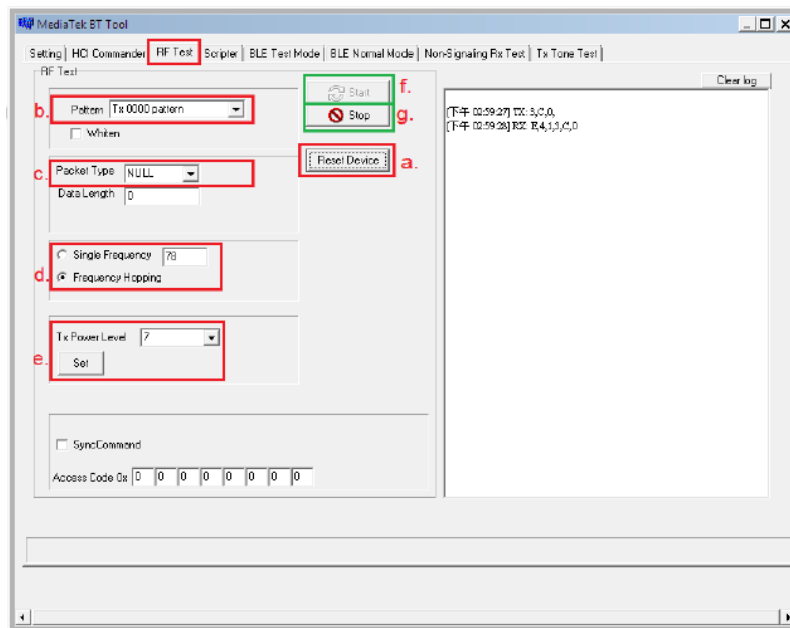 MediaTek BT Tool
Setting HCI Commander RF Test Scripter BLE Test Mode BLE Normal Mode Non-Signaling Rx Test Tx Tone Test
RF Test
Clear log
b. Pattern Tx 0000 pattern
Whiten
Start f.
Stop g.
[下午 02:59:27] TX: 3,C,0,
[下午 02:59:28] RX: E,4,1,3,C,0
c. Packet Type NULL
Reset Device a.
Data Length 0
Single Frequency 78
d. Frequency Hopping
Tx Power Level 7
e. Set
SyncCommand
Access Code 0x 0 0 0 0 0 0 0 0